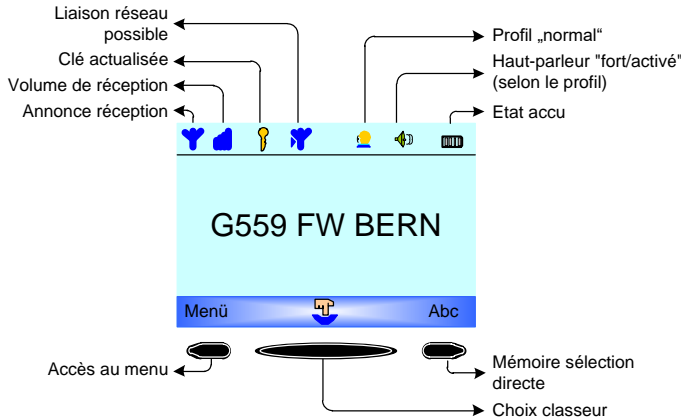 Liaison réseau
possible
Clé actualisée
Volume de réception
Annonce réception
Profil „normal“
Haut-parleur "fort/activé"
(selon le profil)
Etat accu
G559 FW BERN
Menü
Abc
Accès au menu
Mémoire sélection
directe
Choix classeur